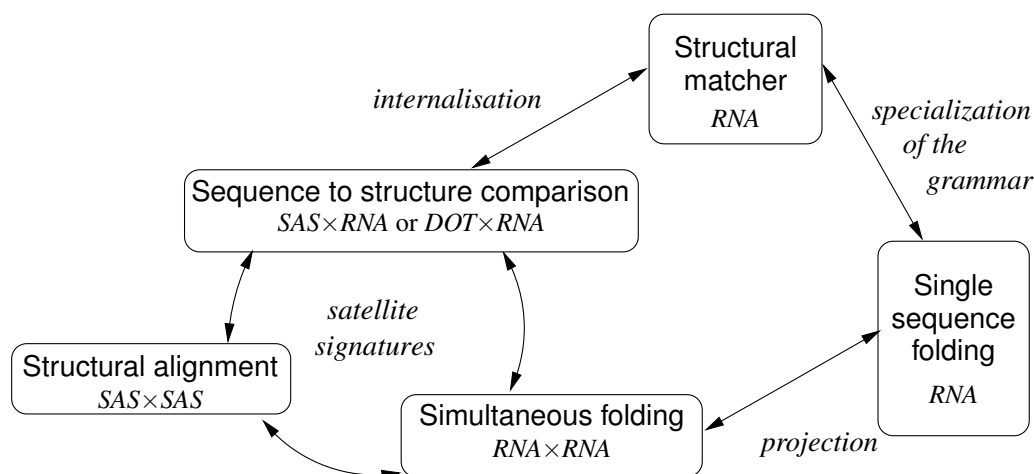 Structural
matcher
RNA
internalisation
specialization
of the
grammar
Sequence to structure comparison
SAS×RNA or DOT×RNA
Single
sequence
folding
RNA
satellite
signatures
Structural alignment
SAS×SAS
Simultaneous folding
RNA×RNA
projection